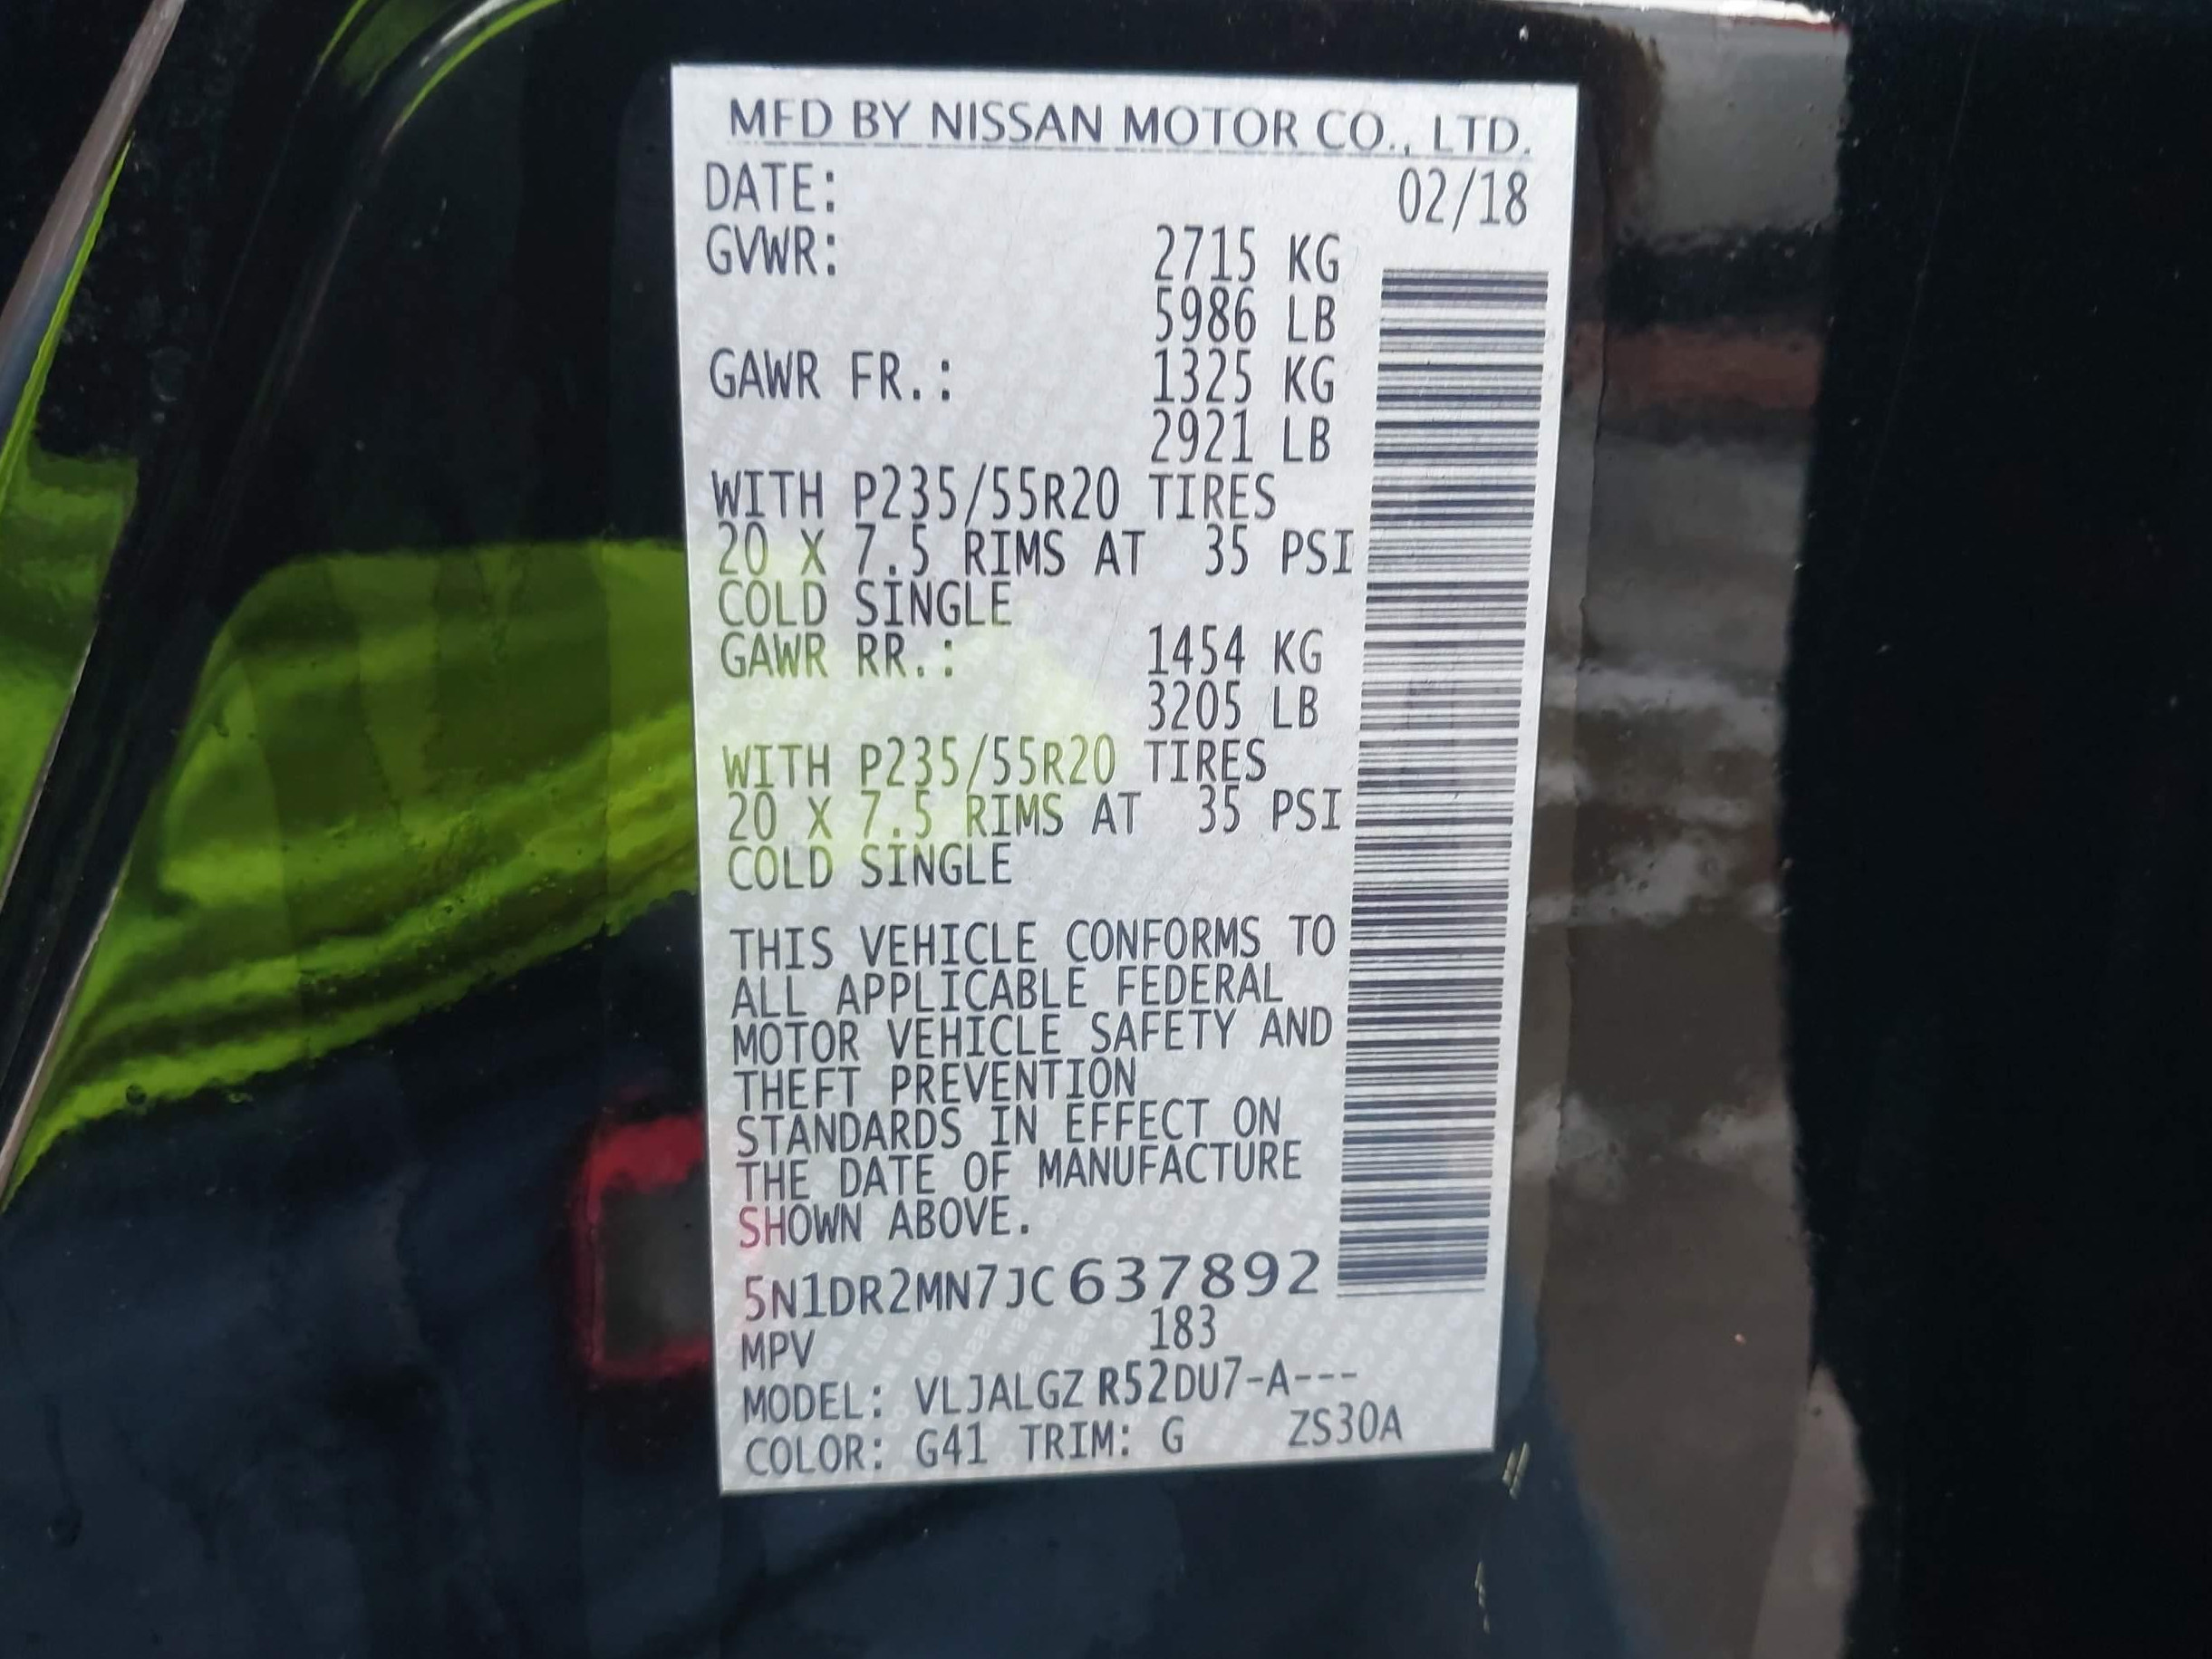 MFD BY NISSAN MOTOR CO., LTD.
DATE: 02/18
GVWR: 2715 KG
5986 LB
GAWR FR.: 1325 KG
2921 LB
WITH P235/55R20 TIRES
20 X 7.5 RIMS AT 35 PSI
COLD SINGLE
GAWR RR.: 1454 KG
3205 LB
WITH P235/55R20 TIRES
20 X 7.5 RIMS AT 35 PSI
COLD SINGLE
THIS VEHICLE CONFORMS TO
ALL APPLICABLE FEDERAL
MOTOR VEHICLE SAFETY AND
THEFT PREVENTION
STANDARDS IN EFFECT ON
THE DATE OF MANUFACTURE
SHOWN ABOVE.
5N1DR2MN7JC637892
MPV 183
MODEL: VLJALGZ R52DU7-A---
COLOR: G41 TRIM: G ZS30A